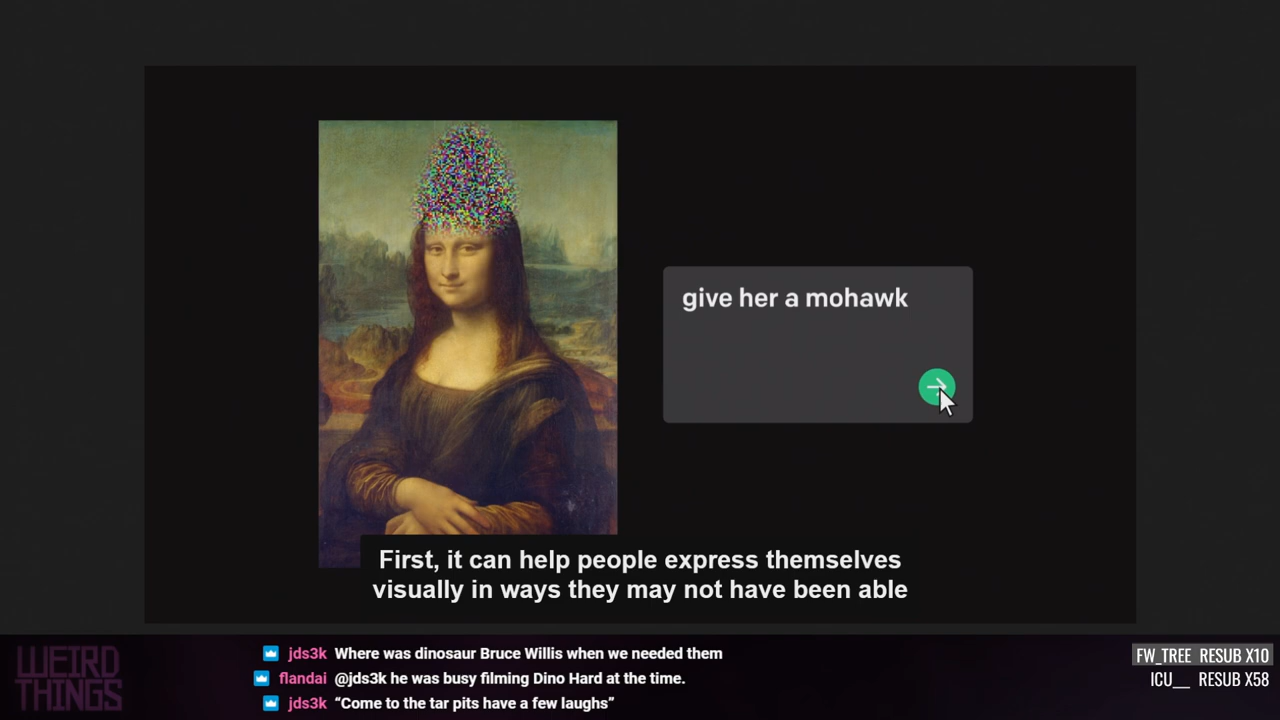 give her a mohawk
First, it can help people express themselves
visually in ways they may not have been able
WEIRD
THINGS
jds3k Where was dinosaur Bruce Willis when we needed them
flandai @jds3k he was busy filming Dino Hard at the time.
jds3k “Come to the tar pits have a few laughs”
FW_TREE RESUB X10
ICU__ RESUB X58